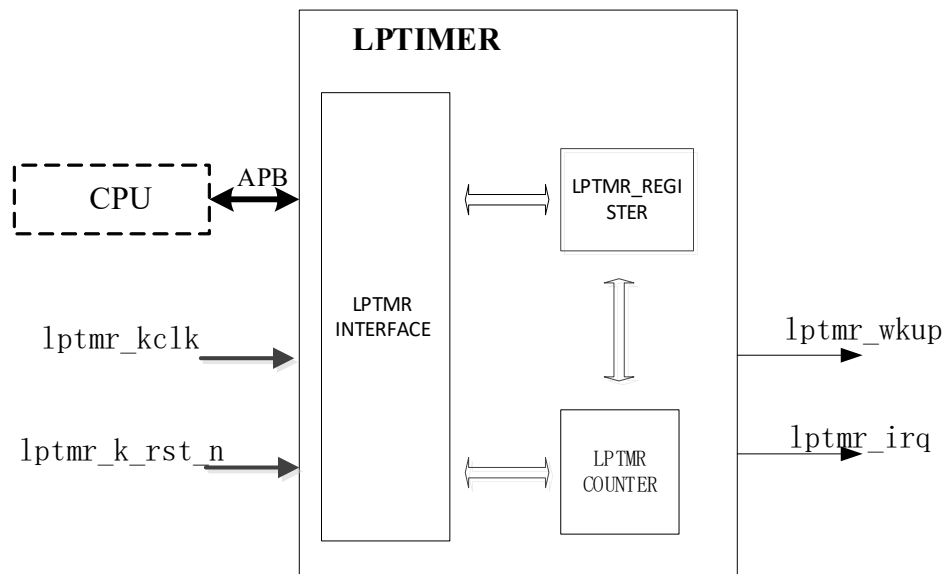 LPTIMER
CPU
APB
LPTMR_REGI
STER
LPTMR
INTERFACE
lptmr_kclk
lptmr_wkup
lptmr_k_rst_n
lptmr_irq
LPTMR
COUNTER